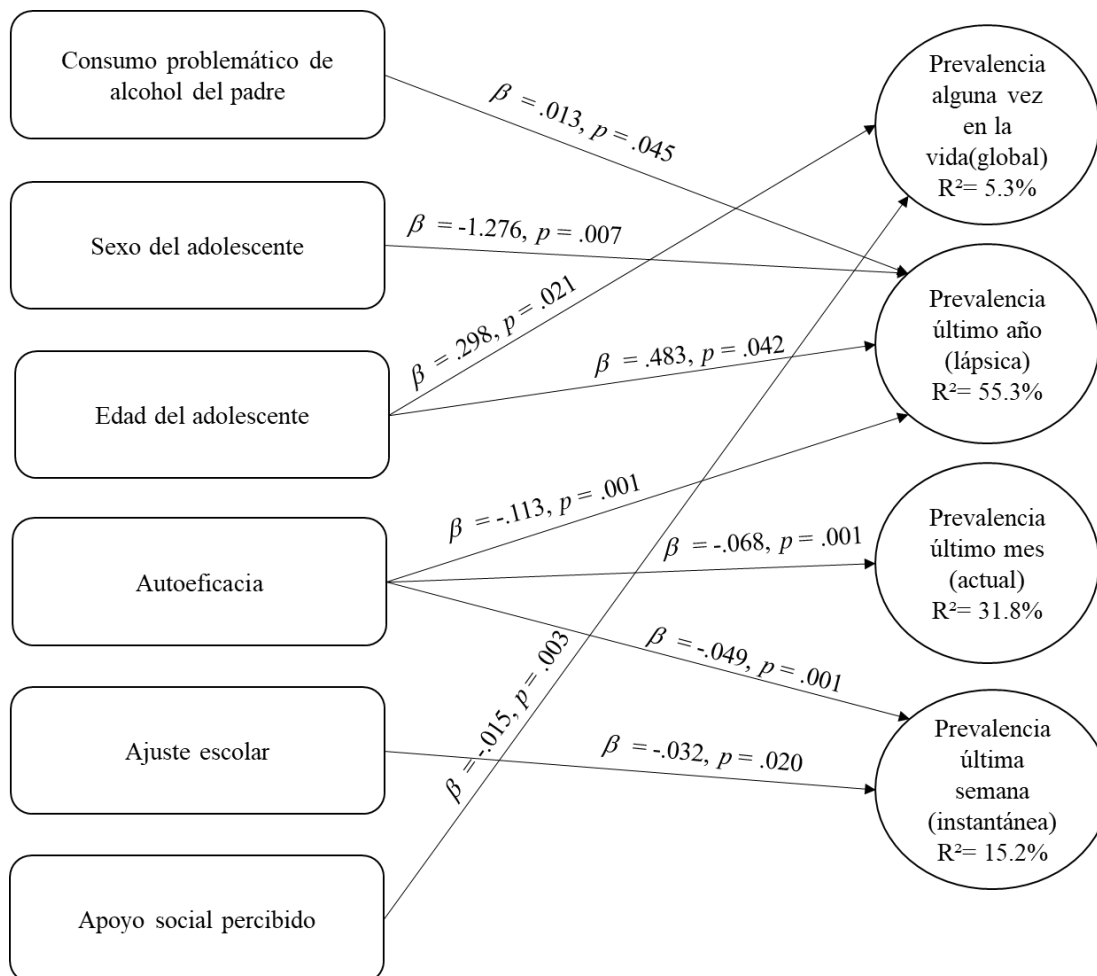 Consumo problemático de
alcohol del padre
Sexo del adolescente
Edad del adolescente
Autoeficacia
Ajuste escolar
Apoyo social percibido
β = .013, p = .045
β = -1.276, p = .007
β = .298, p = .021
β = .483, p = .042
β = -.113, p = .001
β = -.068, p = .001
β = -.049, p = .001
β = -.032, p = .020
β = -.015, p = .003
Prevalencia
alguna vez
en la
vida(global)
R²= 5.3%
Prevalencia
último año
(lápsica)
R²= 55.3%
Prevalencia
último mes
(actual)
R²= 31.8%
Prevalencia
última
semana
(instantánea)
R²= 15.2%